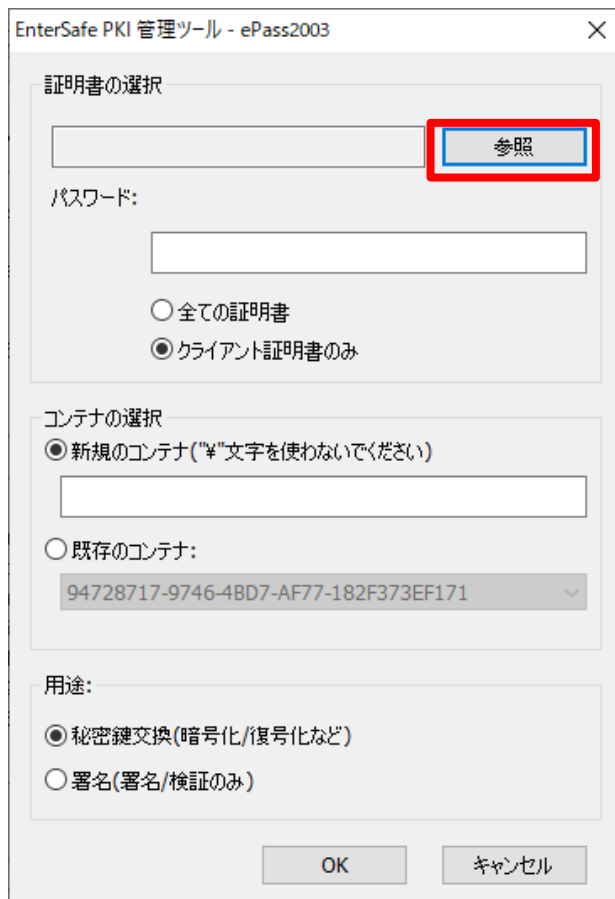 EnterSafe PKI 管理ツール - ePass2003
証明書の選択
参照
パスワード:
全ての証明書
クライアント証明書のみ
コンテナの選択
新規のコンテナ("¥"文字を使わないでください)
既存のコンテナ:
94728717-9746-4BD7-AF77-182F373EF171
用途:
秘密鍵交換(暗号化/復号化など)
署名(署名/検証のみ)
OK キャンセル